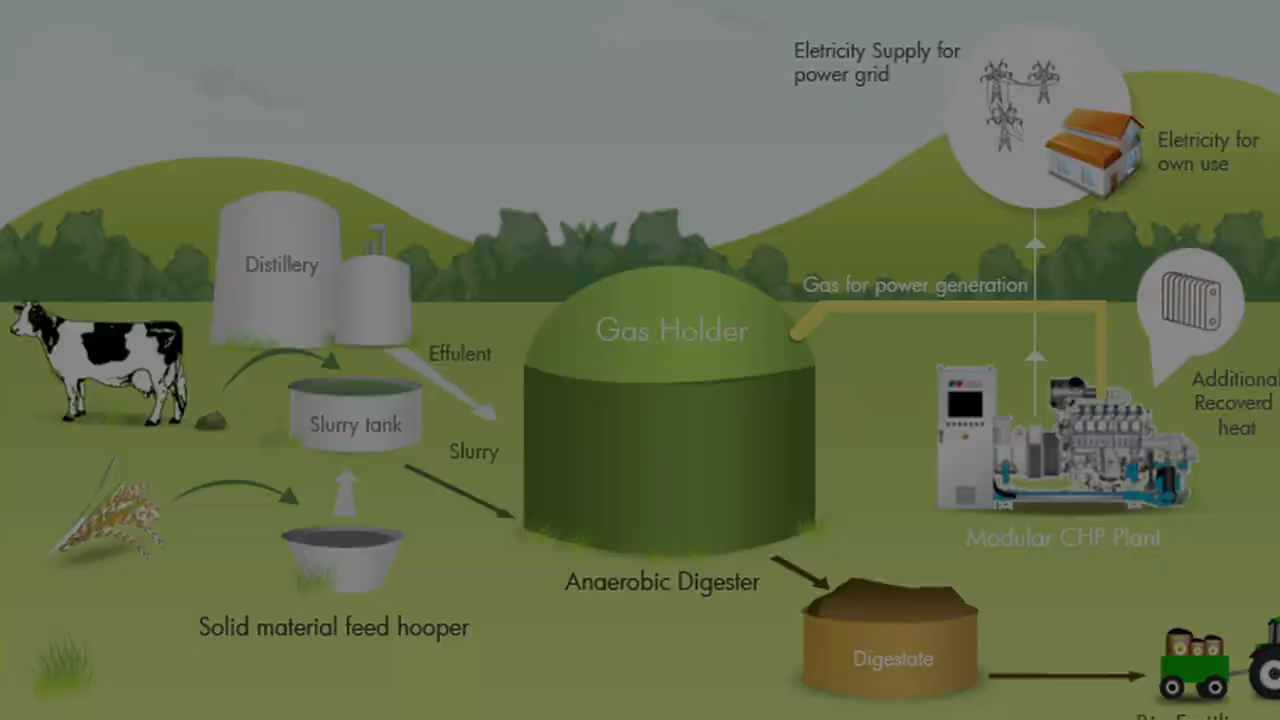 Eletricity Supply for
power grid
Eletricity for
own use
Distillery
Gas for power generation
Gas Holder
Effulent
Additional
Recoverd
heat
Slurry tank
Slurry
Modular CHP Plant
Anaerobic Digester
Solid material feed hooper
Digestate